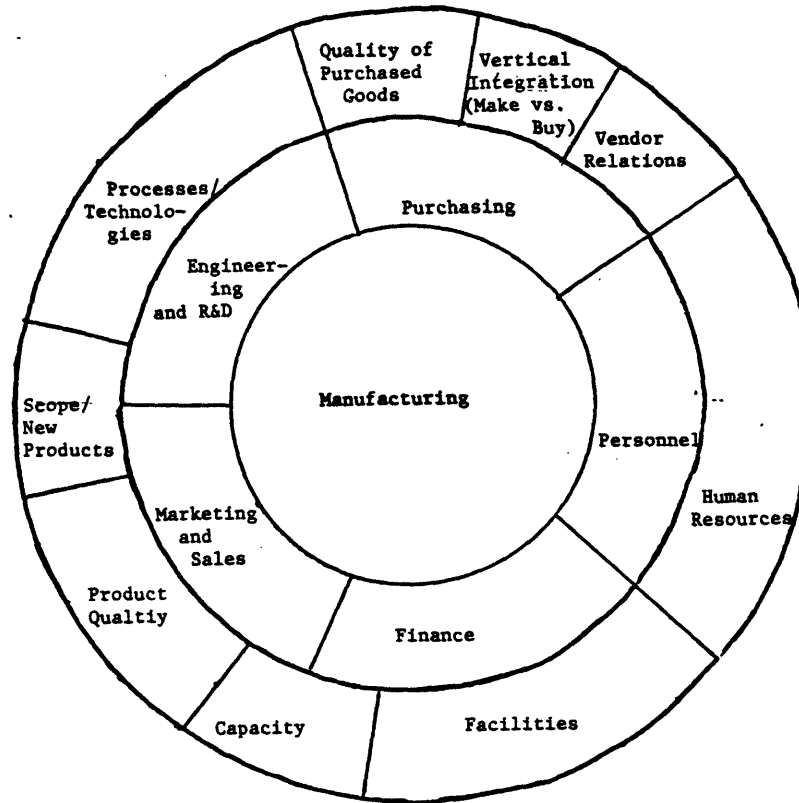 Quality of
Purchased
Goods
Vertical
Integration
(Make vs.
Buy)
Vendor
Relations
Processes/
Technolo-
gies
Purchasing
Engineer-
ing
and R&D
Manufacturing
Scope/
New
Products
Personnel
Human
Resources
Marketing
and
Sales
Product
Qualtiy
Finance
Capacity
Facilities